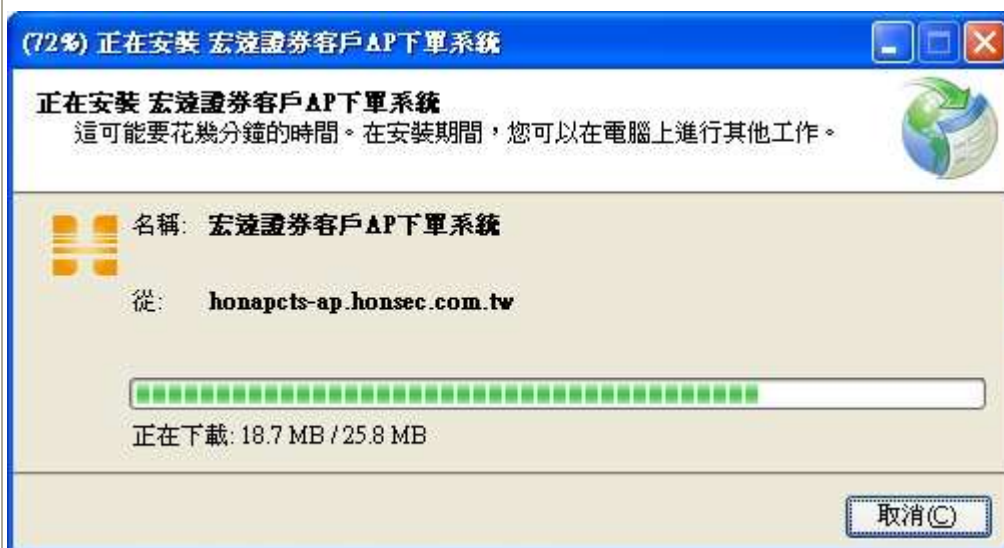 (72%) 正在安裝 宏遠證券客戶AP下單系統
正在安裝 宏遠證券客戶AP下單系統
這可能要花幾分鐘的時間。在安裝期間，您可以在電腦上進行其他工作。
名稱: 宏遠證券客戶AP下單系統
從: honapcts-ap.honsec.com.tw
正在下載: 18.7 MB / 25.8 MB
取消(C)